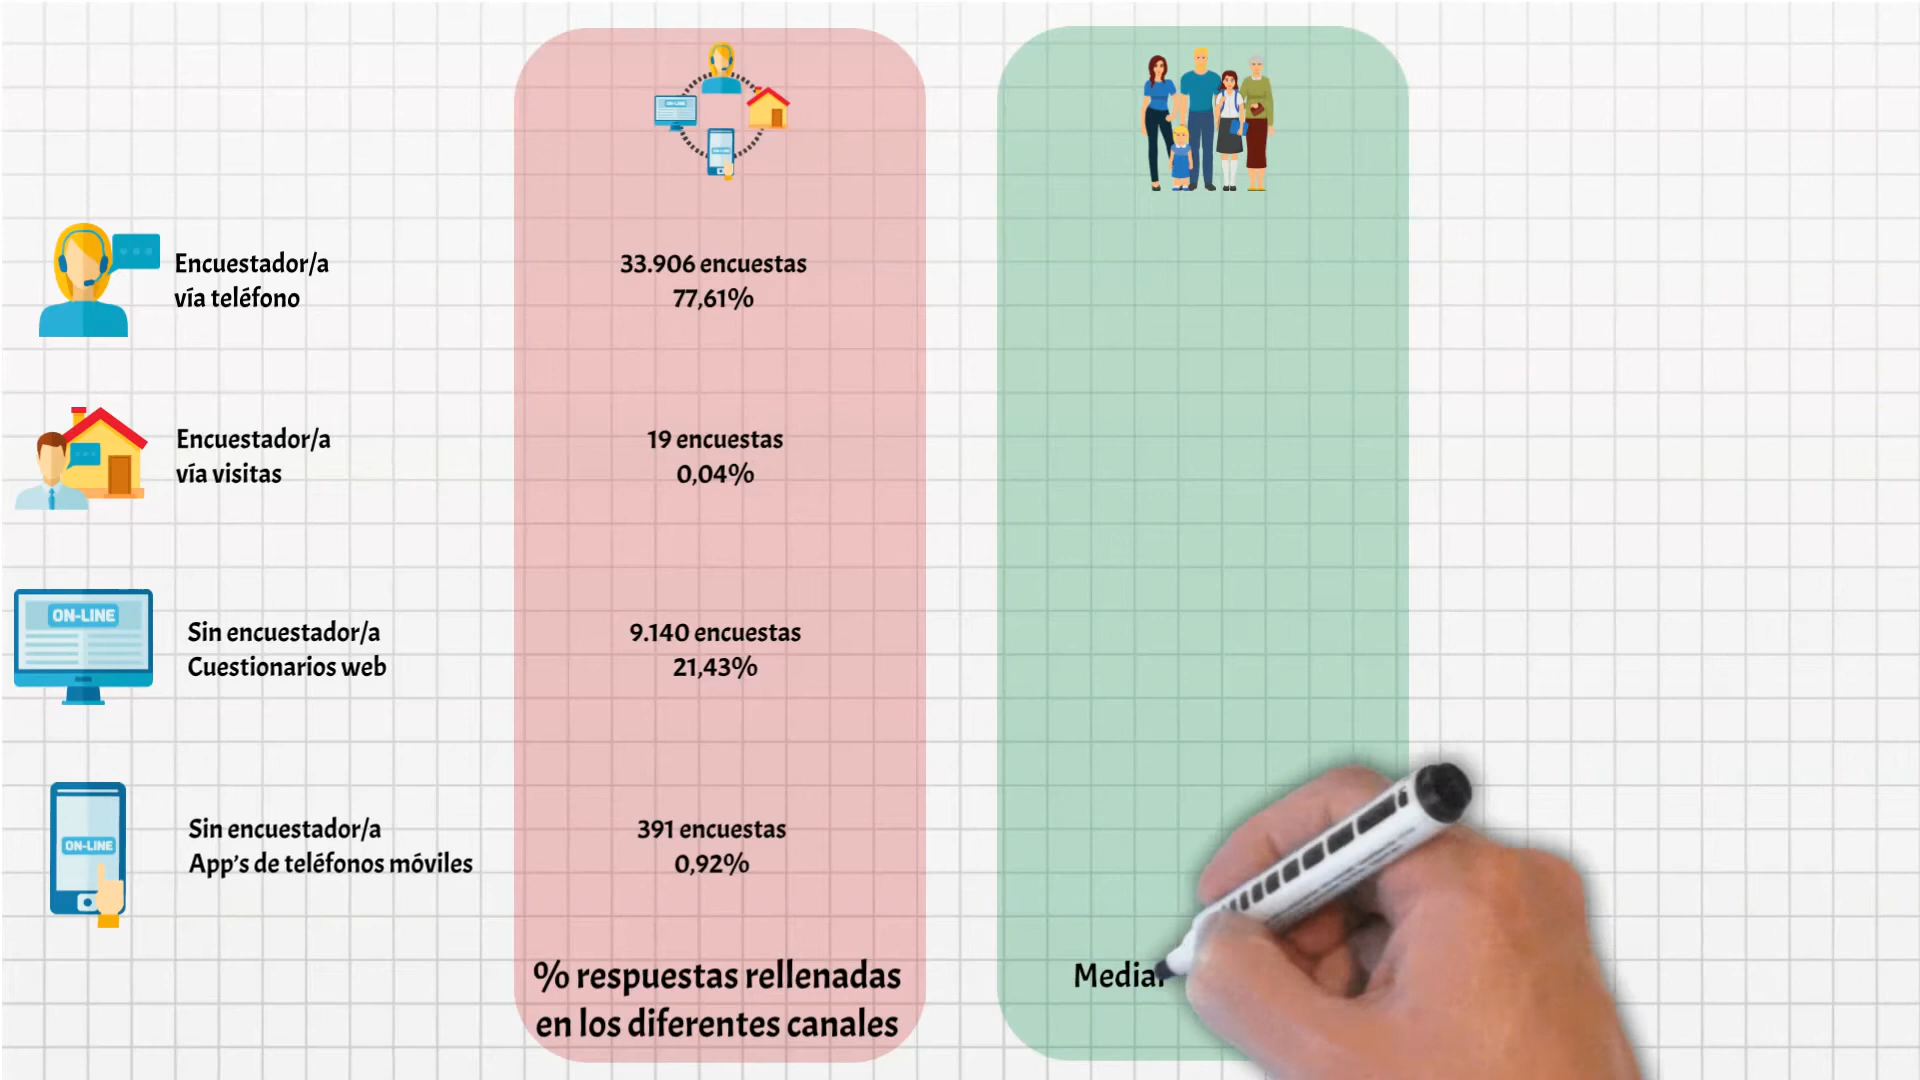 Encuestador/a
vía teléfono
33.906 encuestas
77,61%
Encuestador/a
vía visitas
19 encuestas
0,04%
ON-LINE
Sin encuestador/a
Cuestionarios web
9.140 encuestas
21,43%
ON-LINE
Sin encuestador/a
App's de teléfonos móviles
391 encuestas
0,92%
% respuestas rellenadas
en los diferentes canales